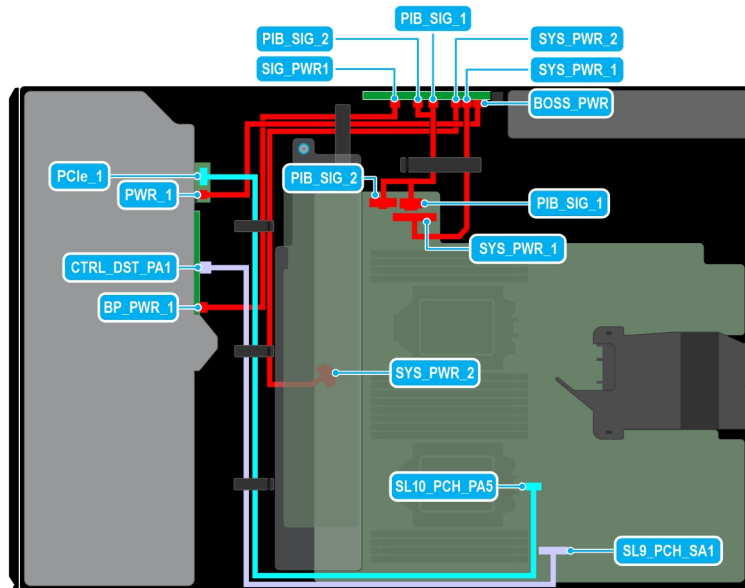 PIB_SIG_1
PIB_SIG_2
SYS_PWR_2
SIG_PWR1
SYS_PWR_1
BOSS_PWR
PCIe_1
PIB_SIG_2
PWR_1
PIB_SIG_1
SYS_PWR_1
CTRL_DST_PA1
BP_PWR_1
SYS_PWR_2
SL10_PCH_PA5
SL9_PCH_SA1